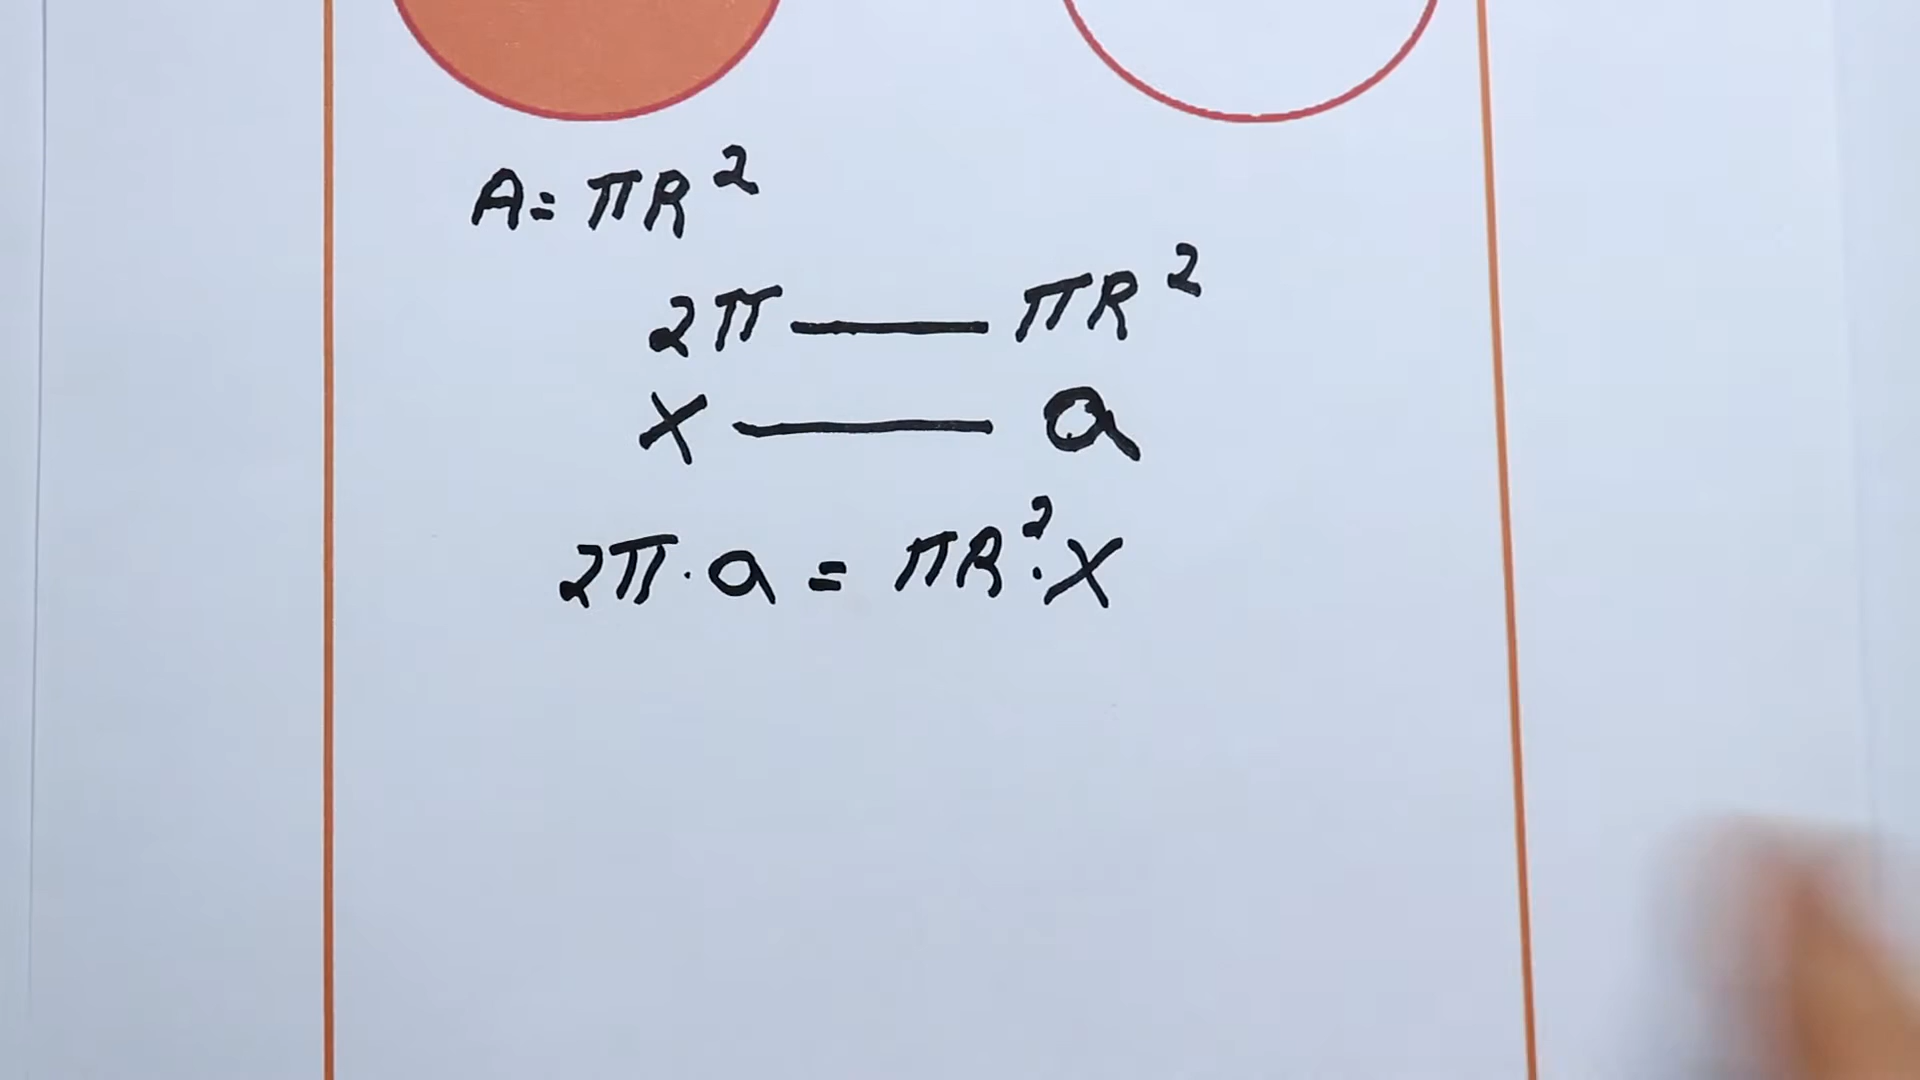 A= πR²
2π — πR²
X — a
2π·a = πR²·X